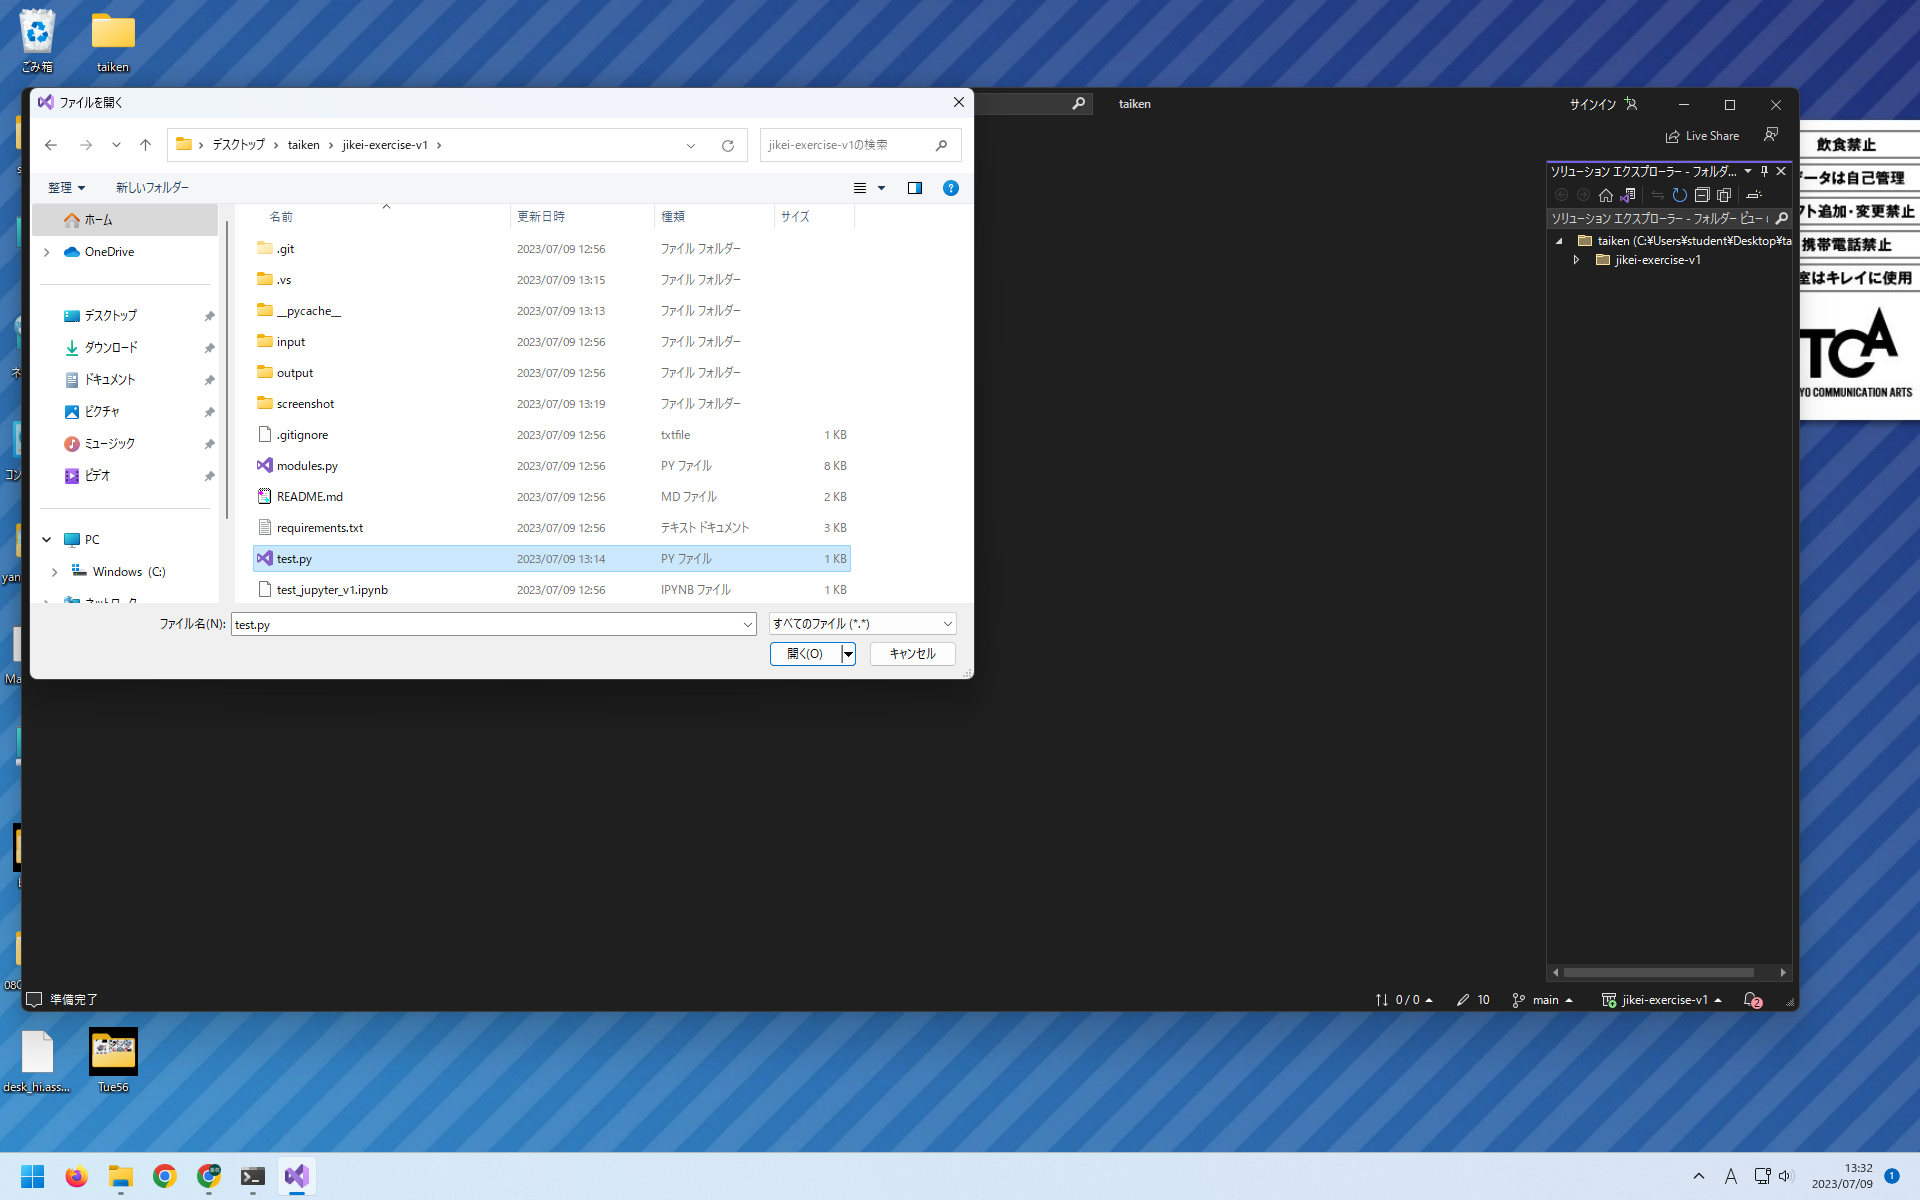 ごみ箱
taiken
ファイルを開く
taiken
サインイン
Live Share
デスクトップ
taiken
jikei-exercise-v1
jikei-exercise-v1の検索
整理
新しいフォルダー
名前
更新日時
種類
サイズ
ホーム
OneDrive
デスクトップ
ダウンロード
ドキュメント
ピクチャ
ミュージック
ビデオ
PC
Windows (C:)
ネットワーク
.git 2023/07/09 12:56 ファイル フォルダー
.vs 2023/07/09 13:15 ファイル フォルダー
__pycache__ 2023/07/09 13:13 ファイル フォルダー
input 2023/07/09 12:56 ファイル フォルダー
output 2023/07/09 12:56 ファイル フォルダー
screenshot 2023/07/09 13:19 ファイル フォルダー
.gitignore 2023/07/09 12:56 txtfile 1 KB
modules.py 2023/07/09 12:56 PY ファイル 8 KB
README.md 2023/07/09 12:56 MD ファイル 2 KB
requirements.txt 2023/07/09 12:56 テキスト ドキュメント 3 KB
test.py 2023/07/09 13:14 PY ファイル 1 KB
test_jupyter_v1.ipynb 2023/07/09 12:56 IPYNB ファイル 1 KB
ファイル名(N):
test.py
すべてのファイル (*.*)
開く(O)
キャンセル
ソリューション エクスプローラー - フォルダ...
ソリューション エクスプローラー - フォルダー ビュー
taiken (C:¥Users¥student¥Desktop¥ta
jikei-exercise-v1
飲食禁止
ータは自己管理
ト追加・変更禁止
携帯電話禁止
室はキレイに使用
TCA
YO COMMUNICATION ARTS
準備完了
0 / 0
10
main
jikei-exercise-v1
2
desk_hi.ass...
Tue56
A
13:32
2023/07/09
1